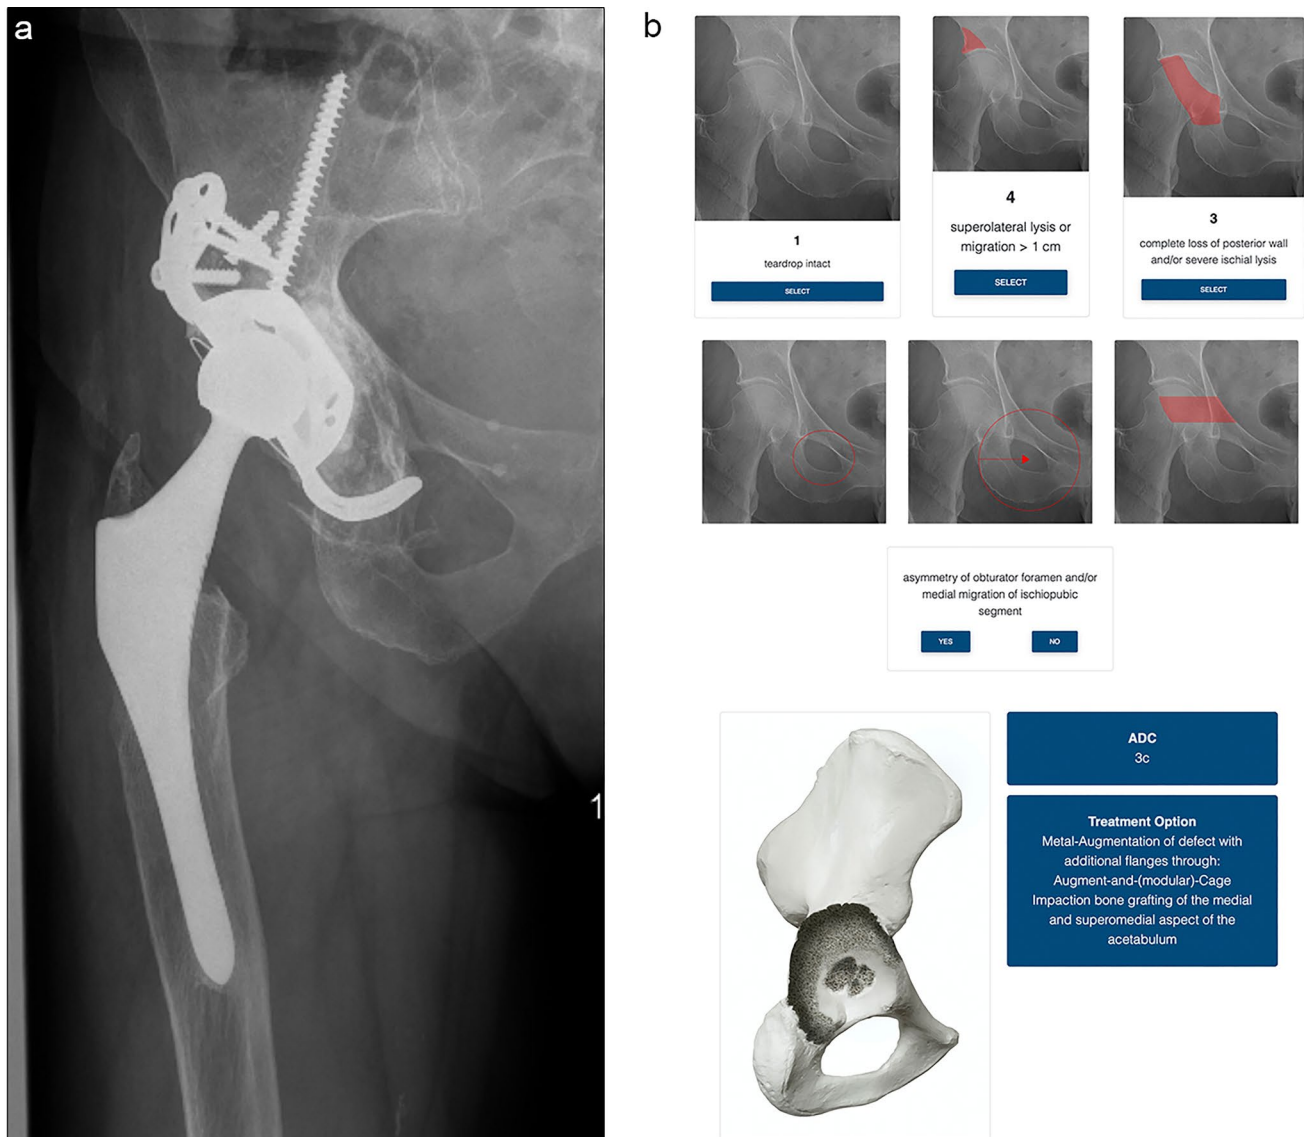 a
b
1
teardrop intact
SELECT
4
superolateral lysis or
migration > 1 cm
SELECT
3
complete loss of posterior wall
and/or severe ischial lysis
SELECT
asymmetry of obturator foramen and/or
medial migration of ischiopubic
segment
YES
NO
1
ADC
3c
Treatment Option
Metal-Augmentation of defect with
additional flanges through:
Augment-and-(modular)-Cage
Impaction bone grafting of the medial
and superomedial aspect of the
acetabulum